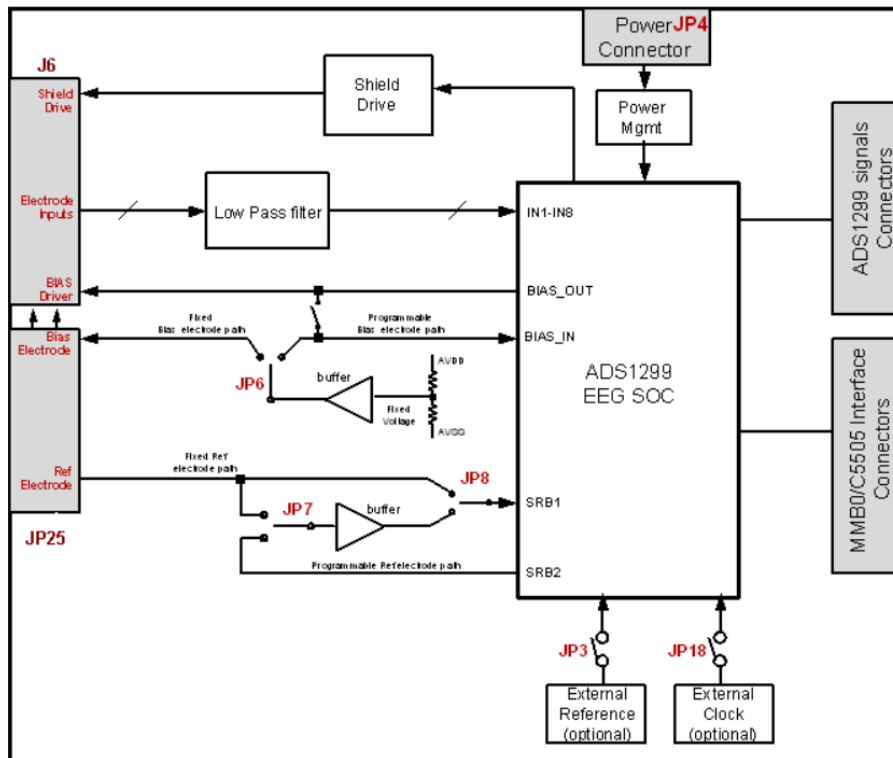 Power JP4
Connector
J6
Shield
Drive
Shield
Drive
Power
Mgmt
ADS1299 signals
Connectors
Electrode
Inputs
Low Pass filter
IN1-IN8
BIAS
Driver
BIAS_OUT
Fixed
Bias electrode path
Programmable
Bias electrode path
Bias
Electrode
BIAS_IN
ADS1299
EEG SOC
JP6
buffer
AVDD
Fixed
Voltage
AVSS
MMB0/C5505 Interface
Connectors
Fixed Ref
electrode path
Ref
Electrode
JP8
JP7
buffer
SRB1
JP25
Programmable Ref electrode path
SRB2
JP3
JP18
External
Reference
(optional)
External
Clock
(optional)